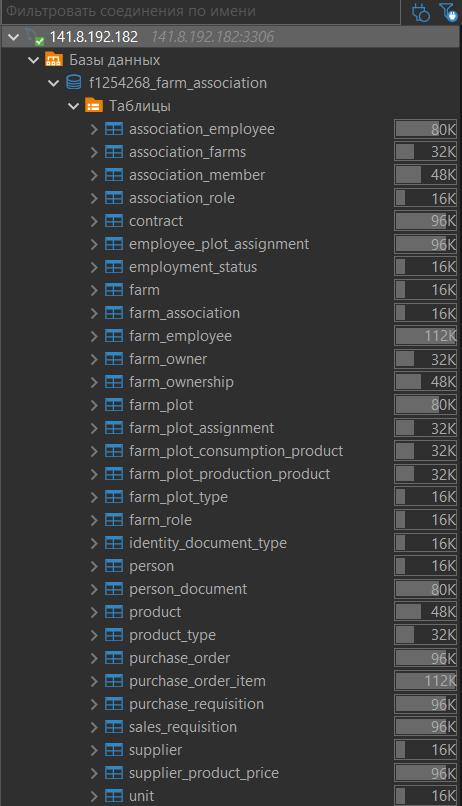 Фильтровать соединения по имени
141.8.192.182 141.8.192.182:3306
Базы данных
f1254268_farm_association
Таблицы
association_employee 80K
association_farms 32K
association_member 48K
association_role 16K
contract 96K
employee_plot_assignment 96K
employment_status 16K
farm 16K
farm_association 16K
farm_employee 112K
farm_owner 32K
farm_ownership 48K
farm_plot 80K
farm_plot_assignment 32K
farm_plot_consumption_product 32K
farm_plot_production_product 32K
farm_plot_type 16K
farm_role 16K
identity_document_type 16K
person 16K
person_document 80K
product 48K
product_type 32K
purchase_order 96K
purchase_order_item 112K
purchase_requisition 96K
sales_requisition 96K
supplier 16K
supplier_product_price 96K
unit 16K